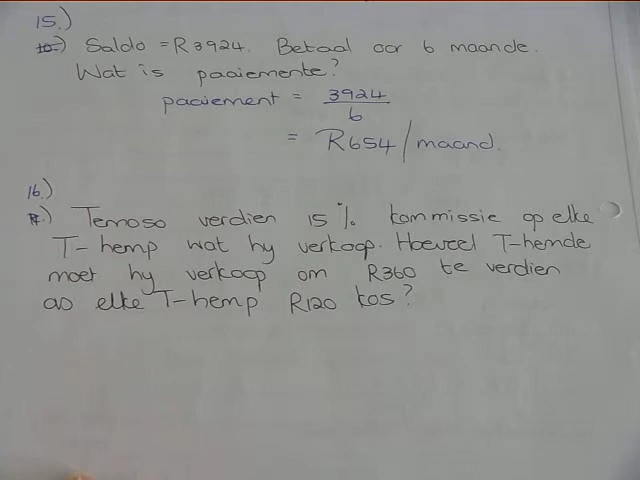 15.)
10.) Saldo = R3924. Betaal oor 6 maande.
Wat is paaiemente?
paaiement = 3924
6
= R654/maand.
16.)
Temoso verdien 15% kommissie op elke
T-hemp wat hy verkoop. Hoeveel T-hemde
moet hy verkoop om R360 te verdien
as elke T-hemp R120 kos?